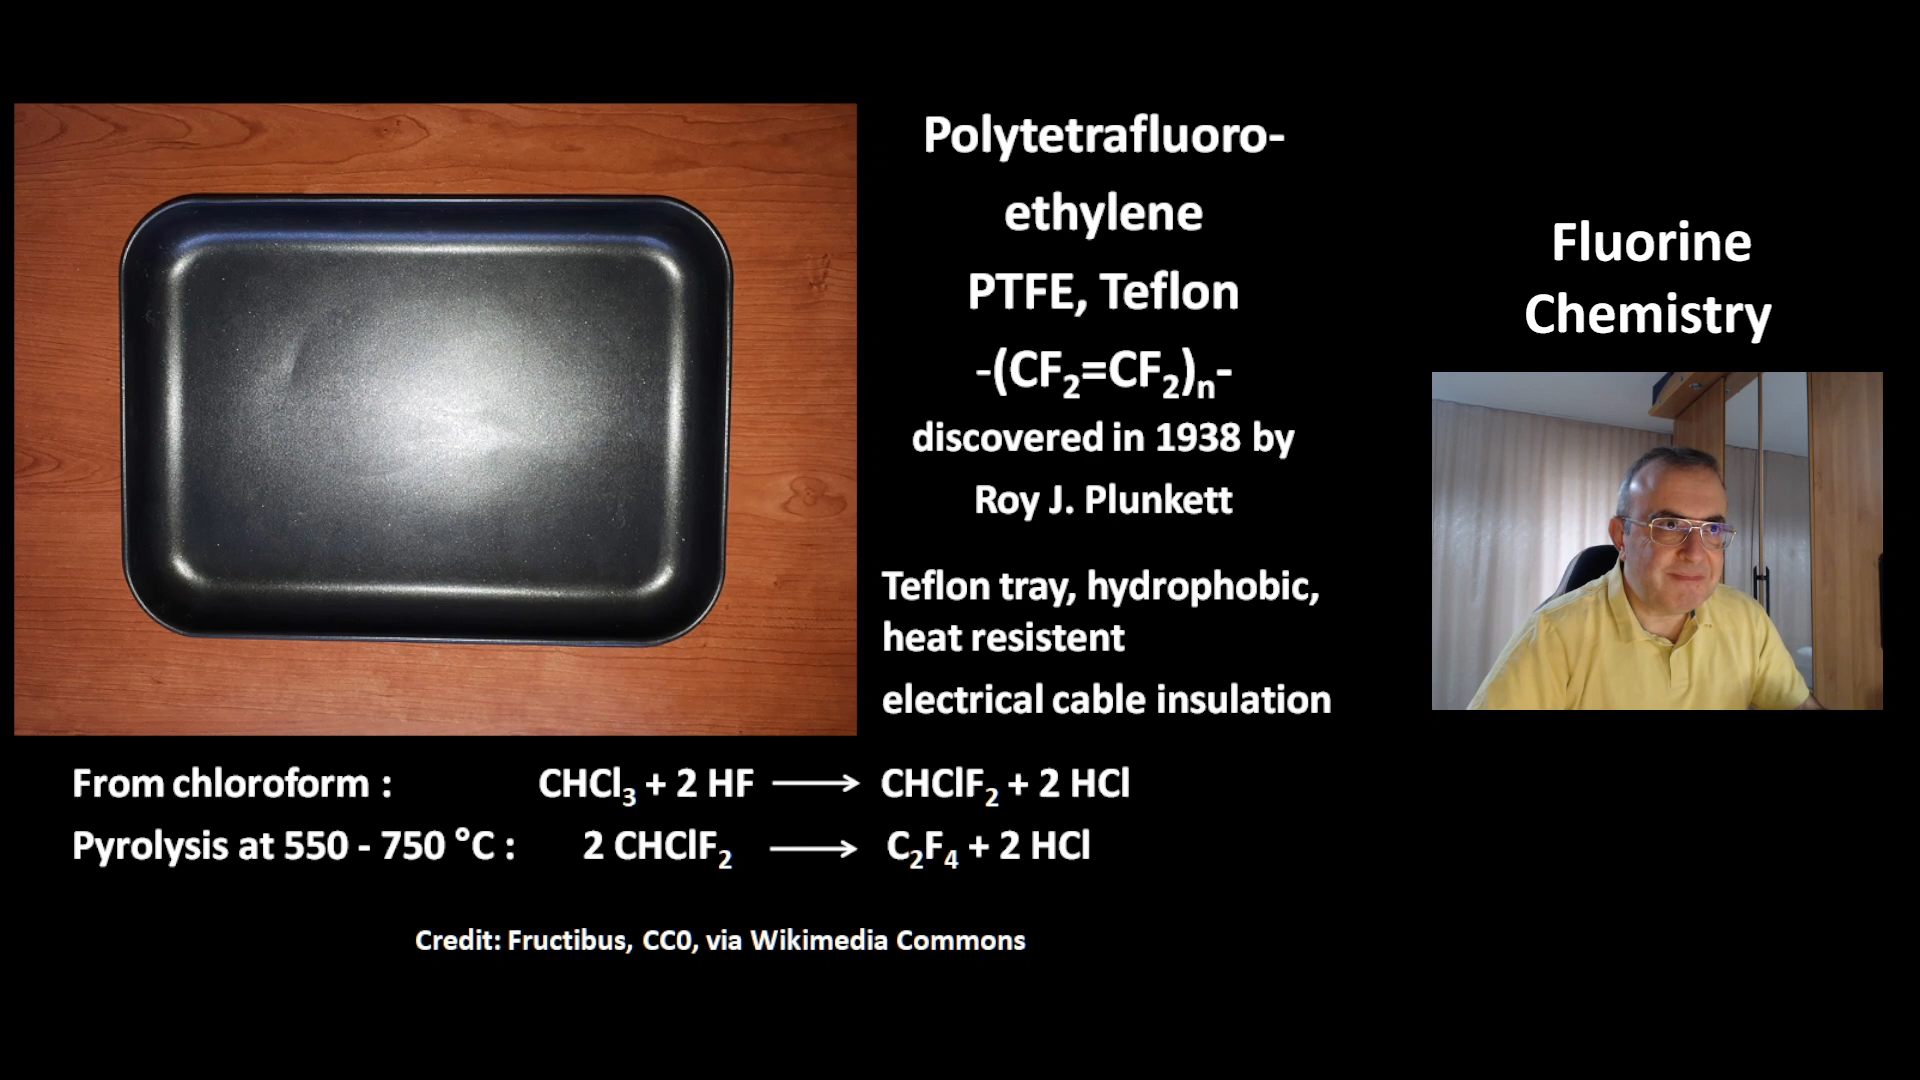 Polytetrafluoro-
ethylene
PTFE, Teflon
-(CF₂=CF₂)ₙ-
discovered in 1938 by
Roy J. Plunkett
Teflon tray, hydrophobic,
heat resistent
electrical cable insulation
Fluorine
Chemistry
From chloroform : CHCl₃ + 2 HF ⟶ CHClF₂ + 2 HCl
Pyrolysis at 550 - 750 °C : 2 CHClF₂ ⟶ C₂F₄ + 2 HCl
Credit: Fructibus, CC0, via Wikimedia Commons